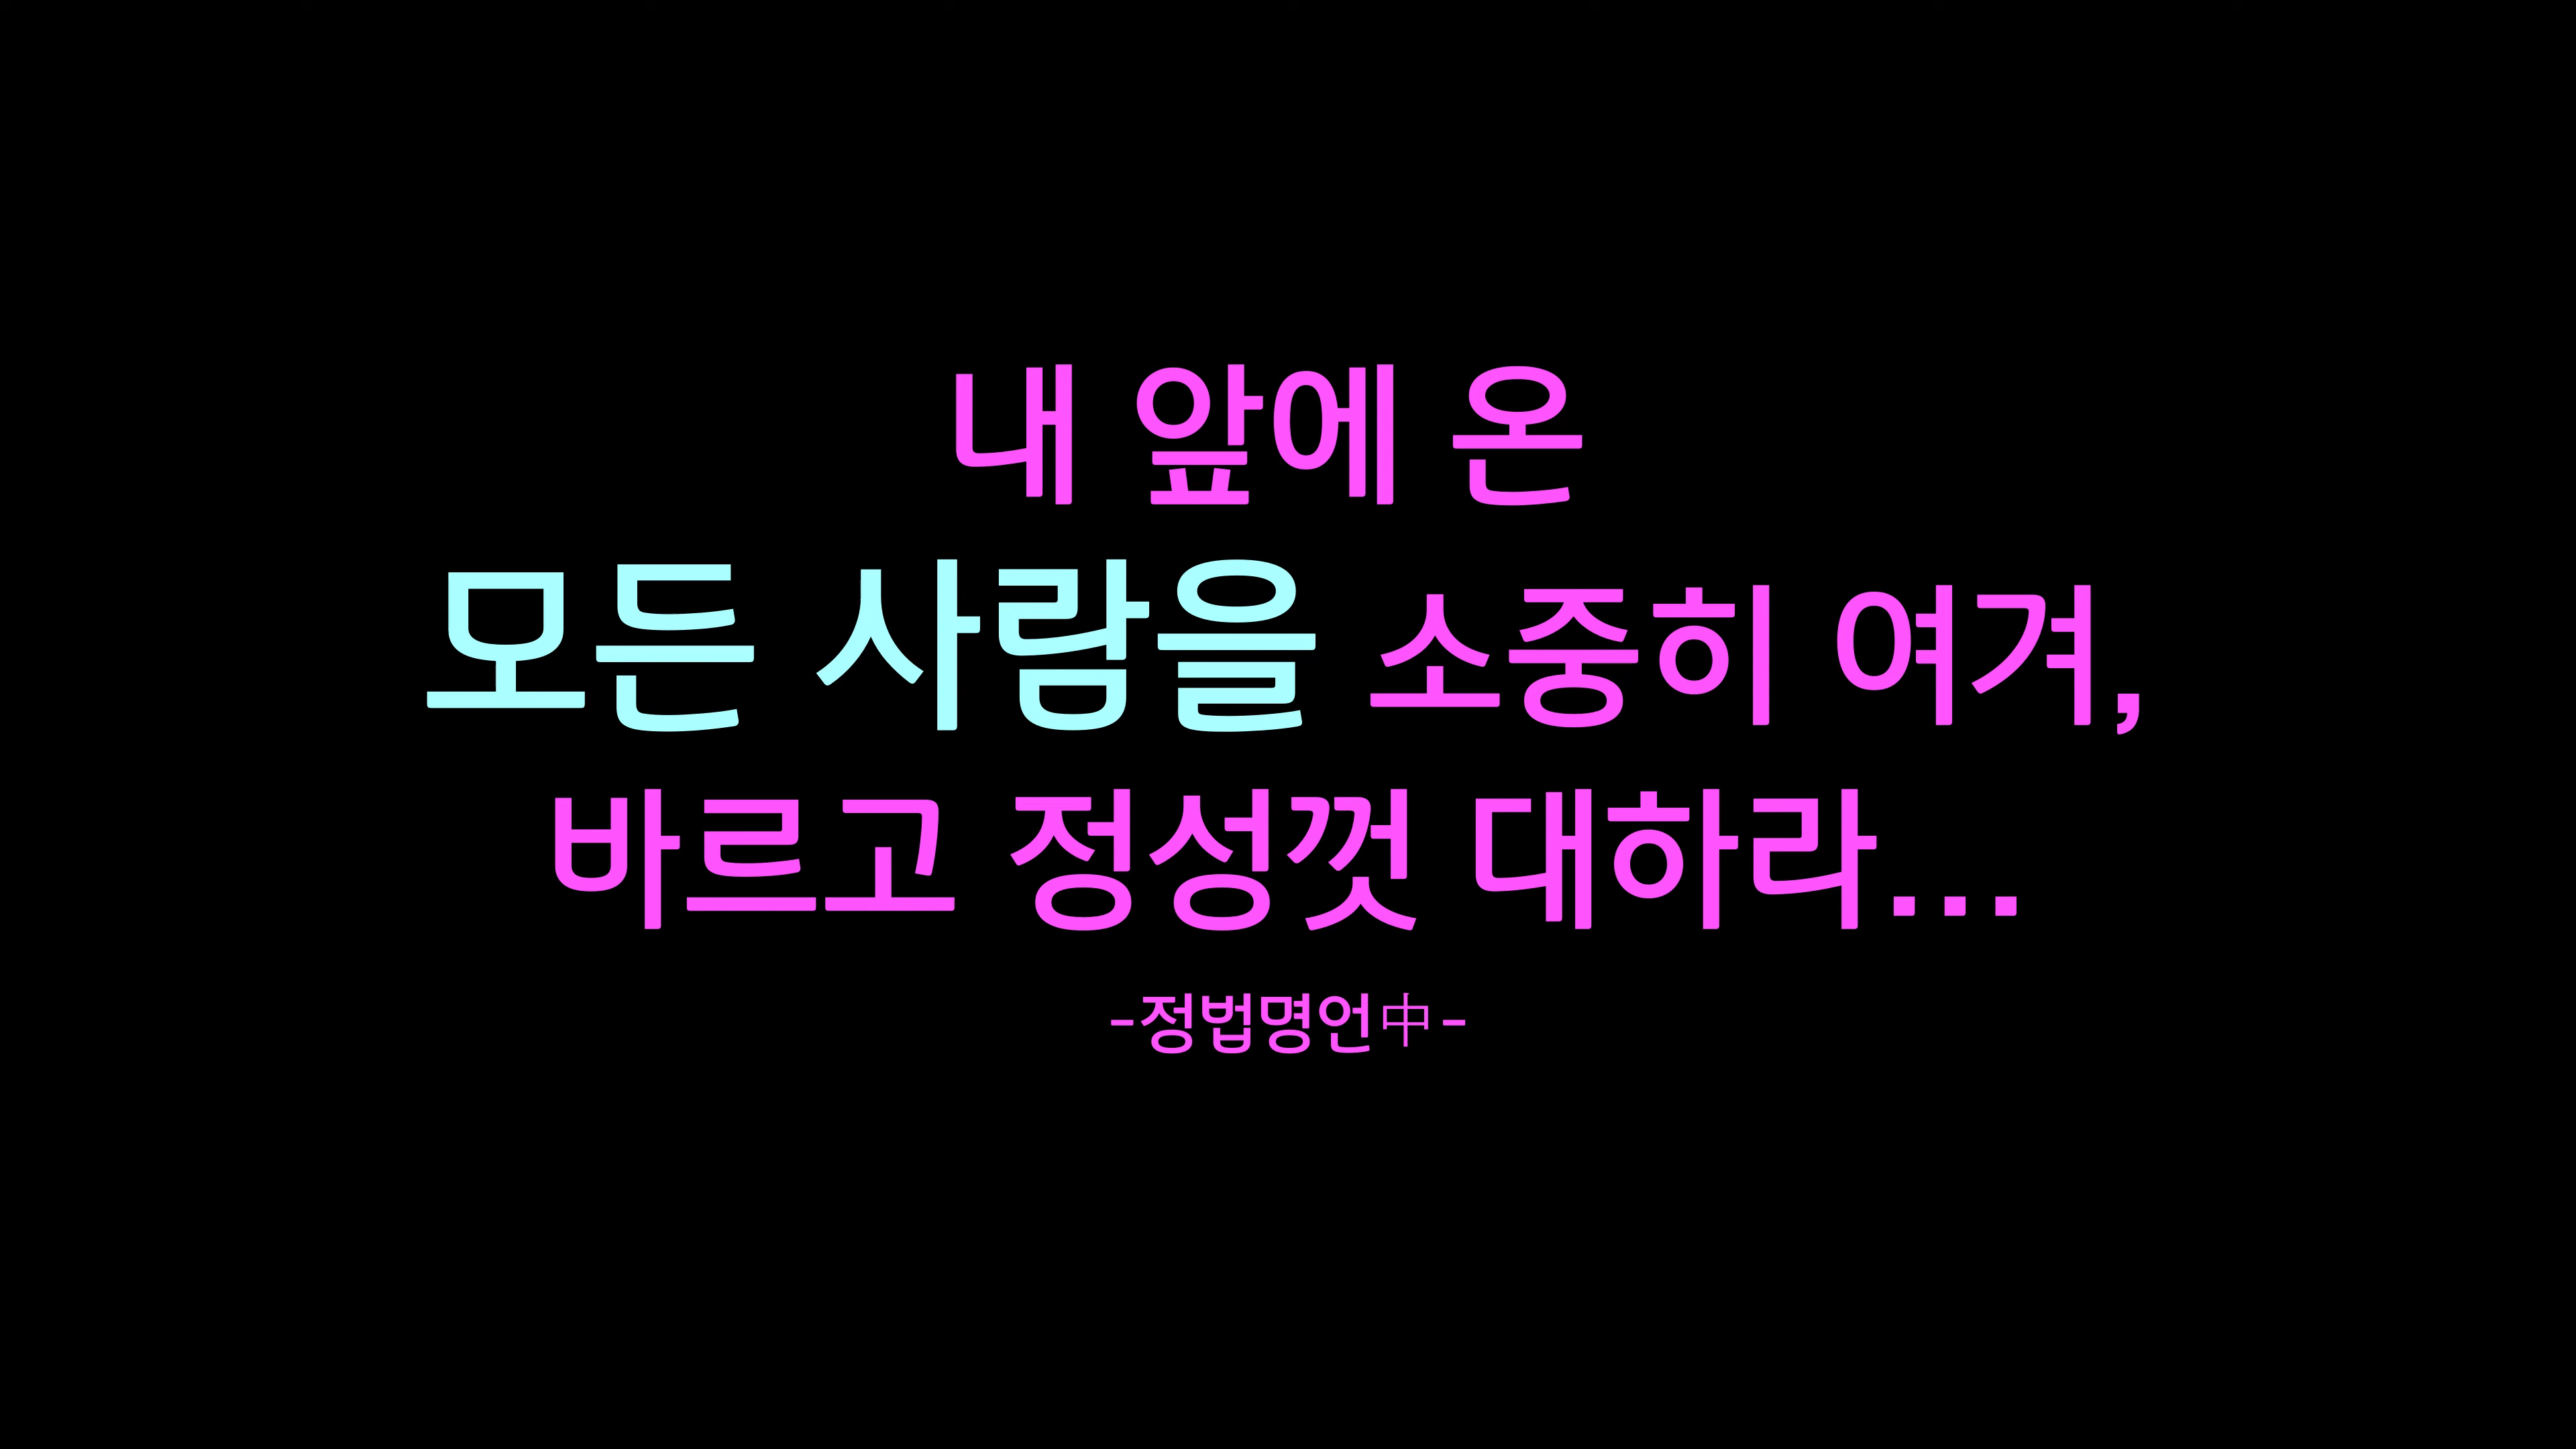 내 앞에 온
모든 사람을 소중히 여겨,
바르고 정성껏 대하라...
-정법명언中-